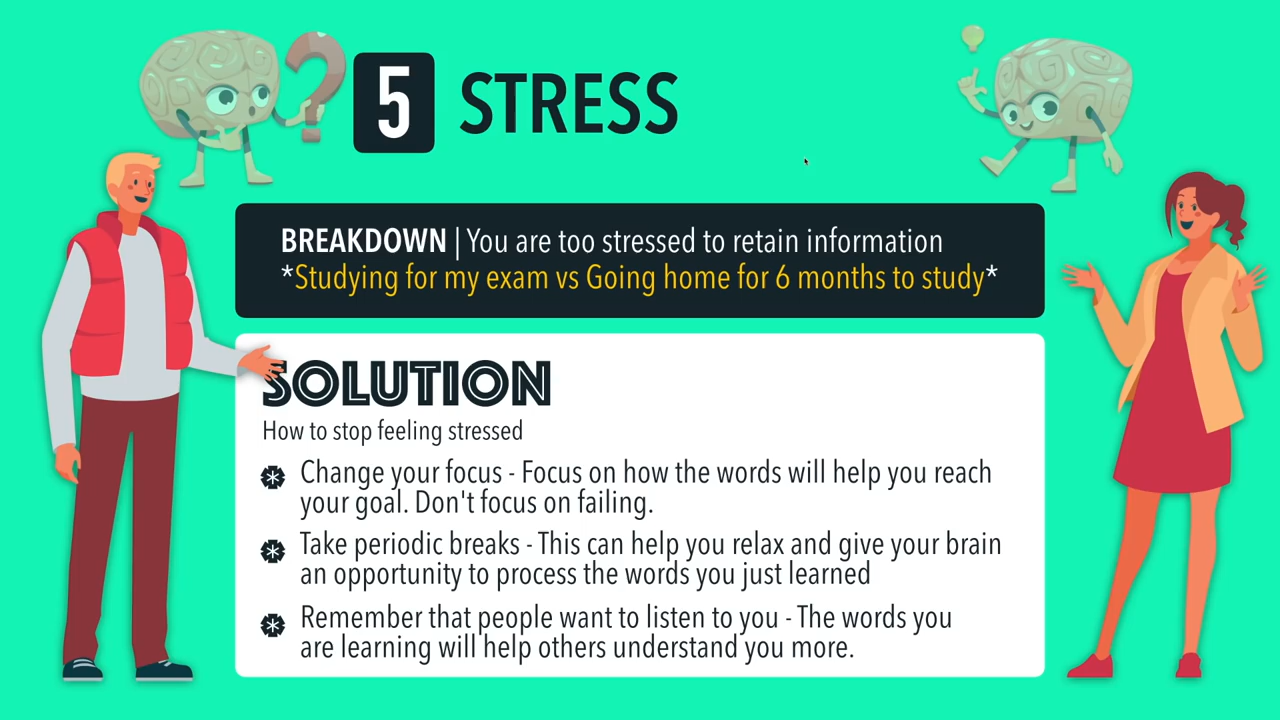 5 STRESS
BREAKDOWN | You are too stressed to retain information
*Studying for my exam vs Going home for 6 months to study*
SOLUTION
How to stop feeling stressed
Change your focus - Focus on how the words will help you reach
your goal. Don't focus on failing.
Take periodic breaks - This can help you relax and give your brain
an opportunity to process the words you just learned
Remember that people want to listen to you - The words you
are learning will help others understand you more.